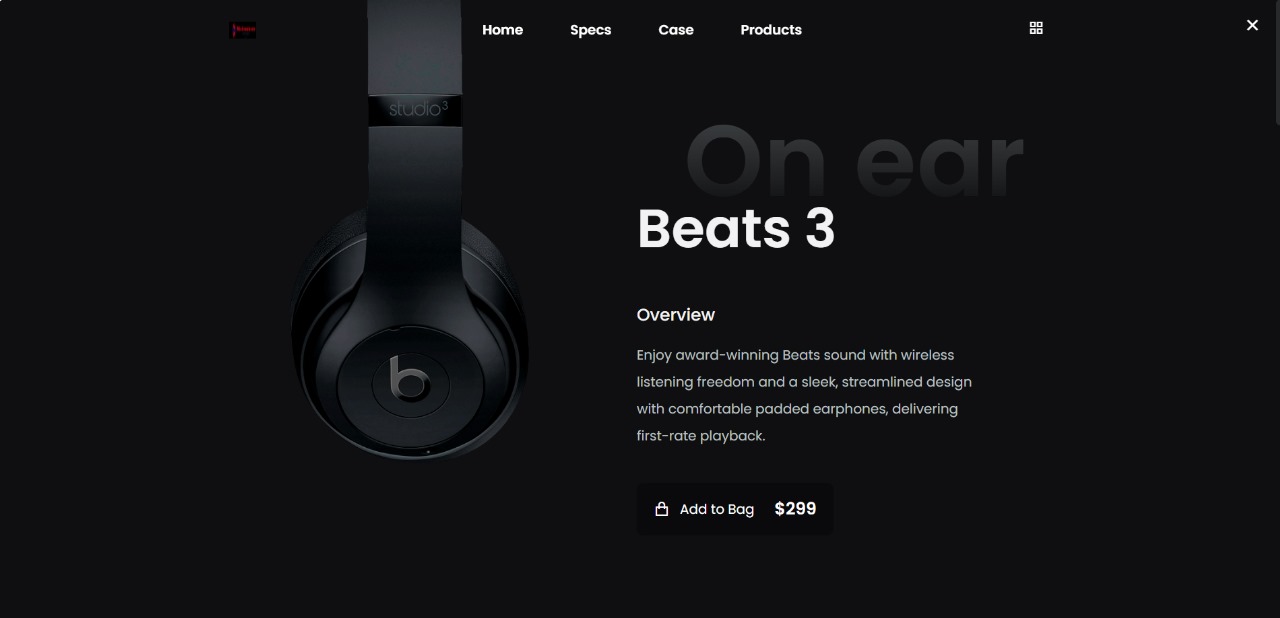 Home Specs Case Products
studio3
On ear
Beats 3
Overview
Enjoy award-winning Beats sound with wireless
listening freedom and a sleek, streamlined design
with comfortable padded earphones, delivering
first-rate playback.
Add to Bag $299